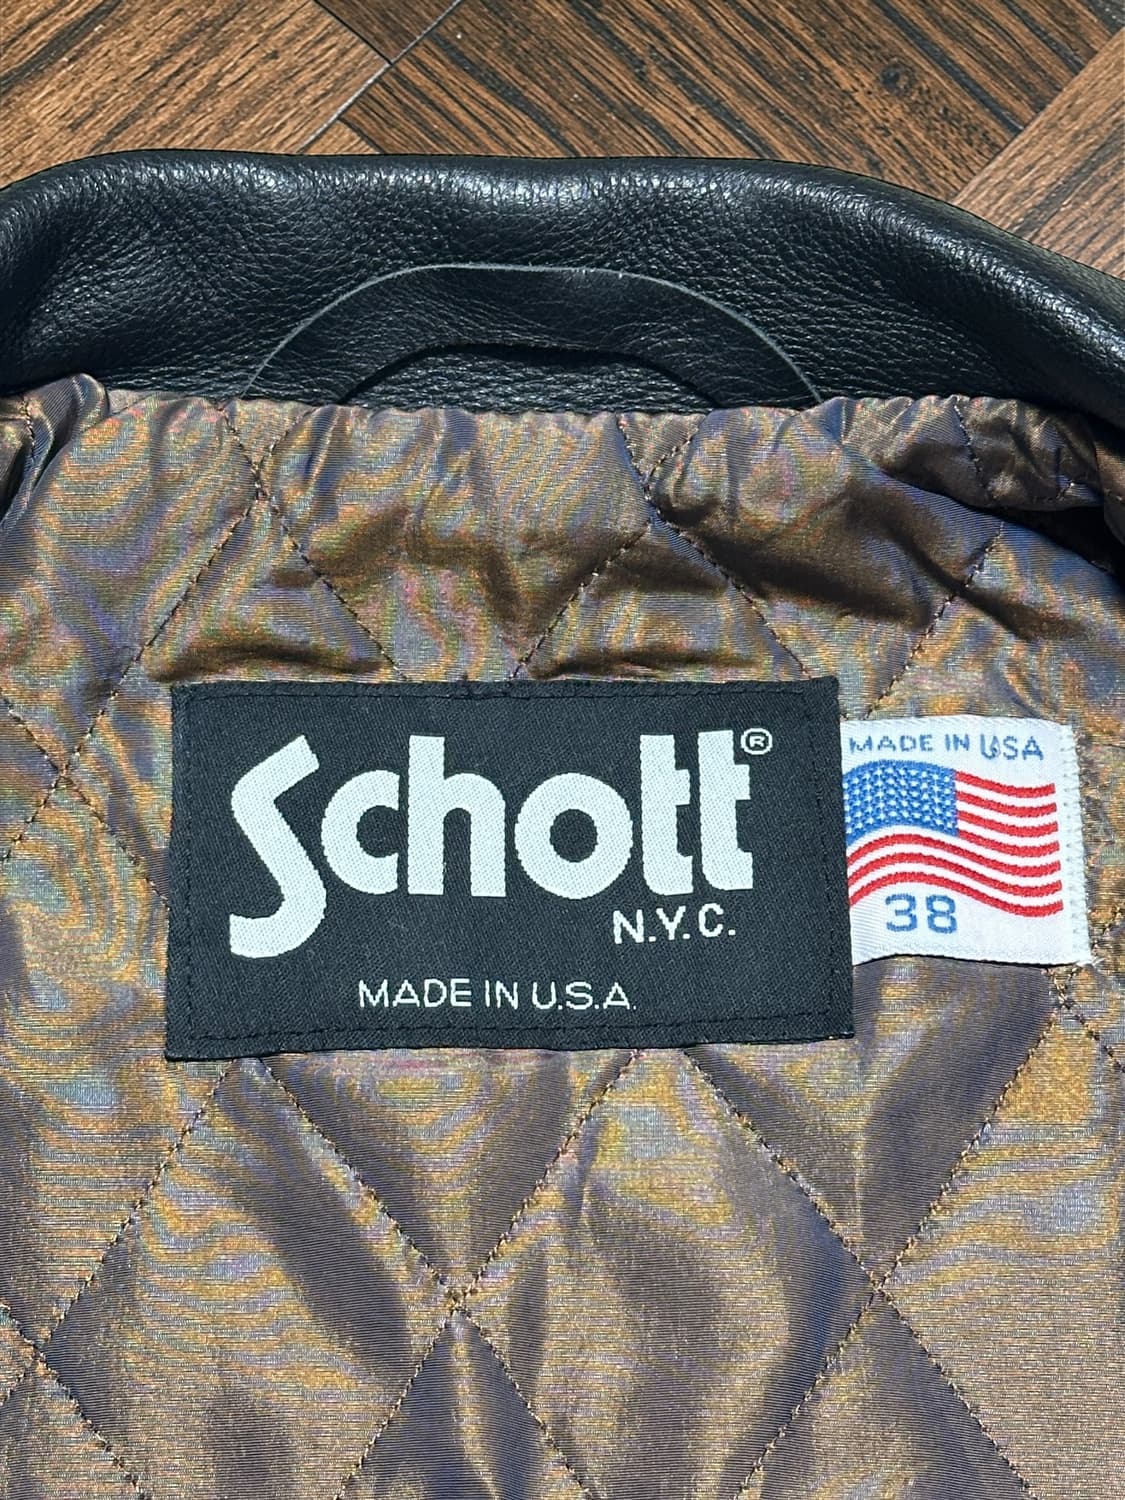 Schott®
N.Y.C.
MADE IN U.S.A.
MADE IN USA
38